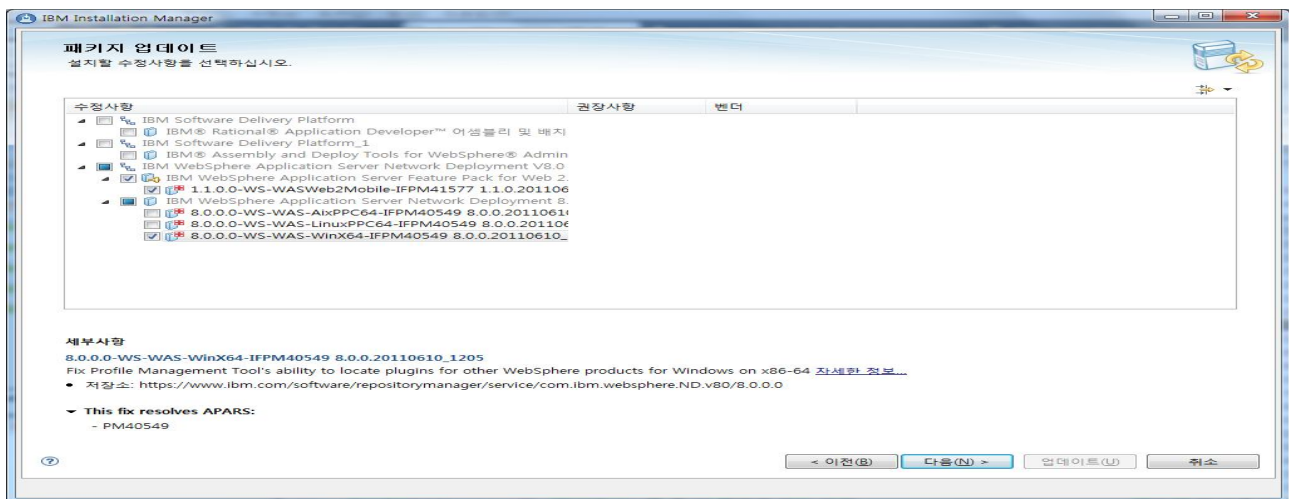 IBM Installation Manager
패키지 업데이트
설치할 수정사항를 선택하십시오.
수정사항 권장사항 벤더
IBM Software Delivery Platform
IBM® Rational® Application Developer™ 어셈블리 및 배치
IBM Software Delivery Platform_1
IBM® Assembly and Deploy Tools for WebSphere® Admin
IBM WebSphere Application Server Network Deployment V8.0
IBM WebSphere Application Server Feature Pack for Web 2.
1.1.0.0-WS-WASWeb2Mobile-IFPM41577 1.1.0.201106
IBM WebSphere Application Server Network Deployment 8.
8.0.0.0-WS-WAS-AixPPC64-IFPM40549 8.0.0.2011061
8.0.0.0-WS-WAS-LinuxPPC64-IFPM40549 8.0.0.20110
8.0.0.0-WS-WAS-WinX64-IFPM40549 8.0.0.20110610_
세부사항
8.0.0.0-WS-WAS-WinX64-IFPM40549 8.0.0.20110610_1205
Fix Profile Management Tool's ability to locate plugins for other WebSphere products for Windows on x86-64 자세한 정보...
• 저장소: https://www.ibm.com/software/repositorymanager/service/com.ibm.websphere.ND.v80/8.0.0.0
This fix resolves APARS:
- PM40549
< 이전(B) 다음(N) > 업데이트(U) 취소